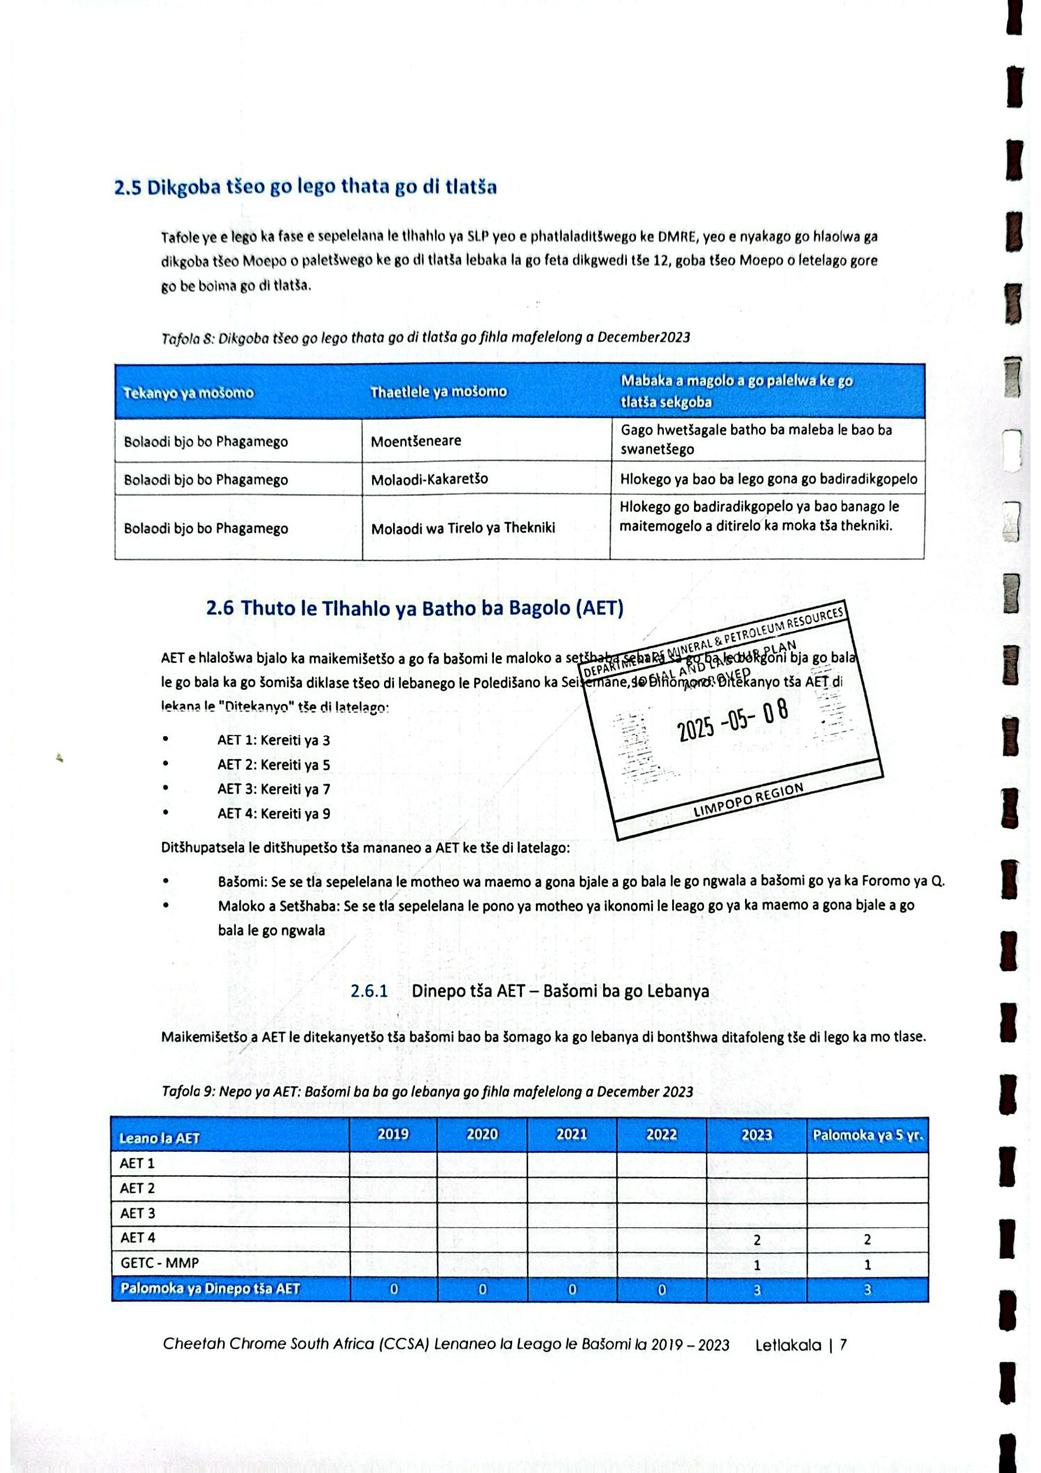 2.5 Dikgoba tšeo go lego thata go di tlatša
Tafole ye e lego ka fase e sepelelana le tlhahlo ya SLP yeo e phatlaladitšwego ke DMRE, yeo e nyakago go hlaolwa ga
dikgoba tšeo Moepo o paletšwego ke go di tlatša lebaka la go feta dikgwedi tše 12, goba tšeo Moepo o letelago gore
go be boima go di tlatša.
Tafola 8: Dikgoba tšeo go lego thata go di tlatša go fihla mafelelong a December2023
Tekanyo ya mošomo Thaetlele ya mošomo Mabaka a magolo a go palelwa ke go
tlatša sekgoba
Bolaodi bjo bo Phagamego Moentšeneare Gago hwetšagale batho ba maleba le bao ba
swanetšego
Bolaodi bjo bo Phagamego Molaodi-Kakaretšo Hlokego ya bao ba lego gona go badiradikgopelo
Bolaodi bjo bo Phagamego Molaodi wa Tirelo ya Thekniki Hlokego go badiradikgopelo ya bao banago le
maitemogelo a ditirelo ka moka tša thekniki.
2.6 Thuto le Tlhahlo ya Batho ba Bagolo (AET)
AET e hlalošwa bjalo ka maikemišetšo a go fa bašomi le maloko a setšhaba sebaka sa go ba le bokgoni bja go bala
le go bala ka go šomiša diklase tšeo di lebanego le Poledišano ka Seisemane, le Dinomoro. Ditekanyo tša AET di
lekana le "Ditekanyo" tše di latelago:
DEPARTMENT OF MINERAL & PETROLEUM RESOURCES
SOCIAL AND LABOUR PLAN
APPROVED
2025 -05- 08
LIMPOPO REGION
• AET 1: Kereiti ya 3
• AET 2: Kereiti ya 5
• AET 3: Kereiti ya 7
• AET 4: Kereiti ya 9
Ditšhupatsela le ditšhupetšo tša mananeo a AET ke tše di latelago:
• Bašomi: Se se tla sepelelana le motheo wa maemo a gona bjale a go bala le go ngwala a bašomi go ya ka Foromo ya Q.
• Maloko a Setšhaba: Se se tla sepelelana le pono ya motheo ya ikonomi le leago go ya ka maemo a gona bjale a go
bala le go ngwala
2.6.1 Dinepo tša AET – Bašomi ba go Lebanya
Maikemišetšo a AET le ditekanyetšo tša bašomi bao ba šomago ka go lebanya di bontšhwa ditafoleng tše di lego ka mo tlase.
Tafola 9: Nepo ya AET: Bašomi ba ba go lebanya go fihla mafelelong a December 2023
Leano la AET 2019 2020 2021 2022 2023 Palomoka ya 5 yr.
AET 1
AET 2
AET 3
AET 4 2 2
GETC - MMP 1 1
Palomoka ya Dinepo tša AET 0 0 0 0 3 3
Cheetah Chrome South Africa (CCSA) Lenaneo la Leago le Bašomi la 2019 – 2023 Letlakala | 7